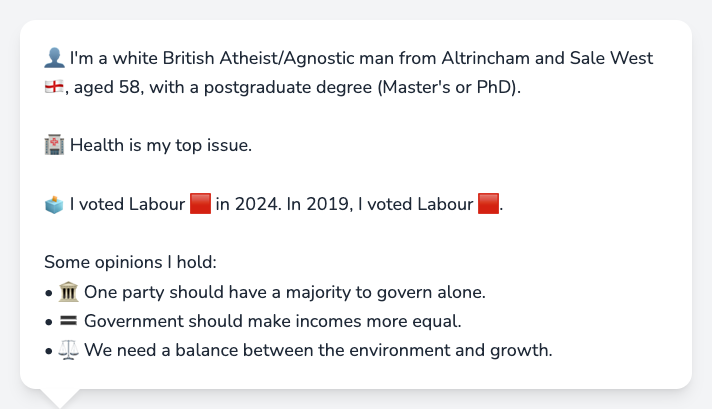 👤 I'm a white British Atheist/Agnostic man from Altrincham and Sale West
🏴󠁧󠁢󠁥󠁮󠁧󠁿, aged 58, with a postgraduate degree (Master's or PhD).
🏥 Health is my top issue.
🗳️ I voted Labour 🟥 in 2024. In 2019, I voted Labour 🟥.
Some opinions I hold:
• 🏛️ One party should have a majority to govern alone.
• 🟰 Government should make incomes more equal.
• ⚖️ We need a balance between the environment and growth.